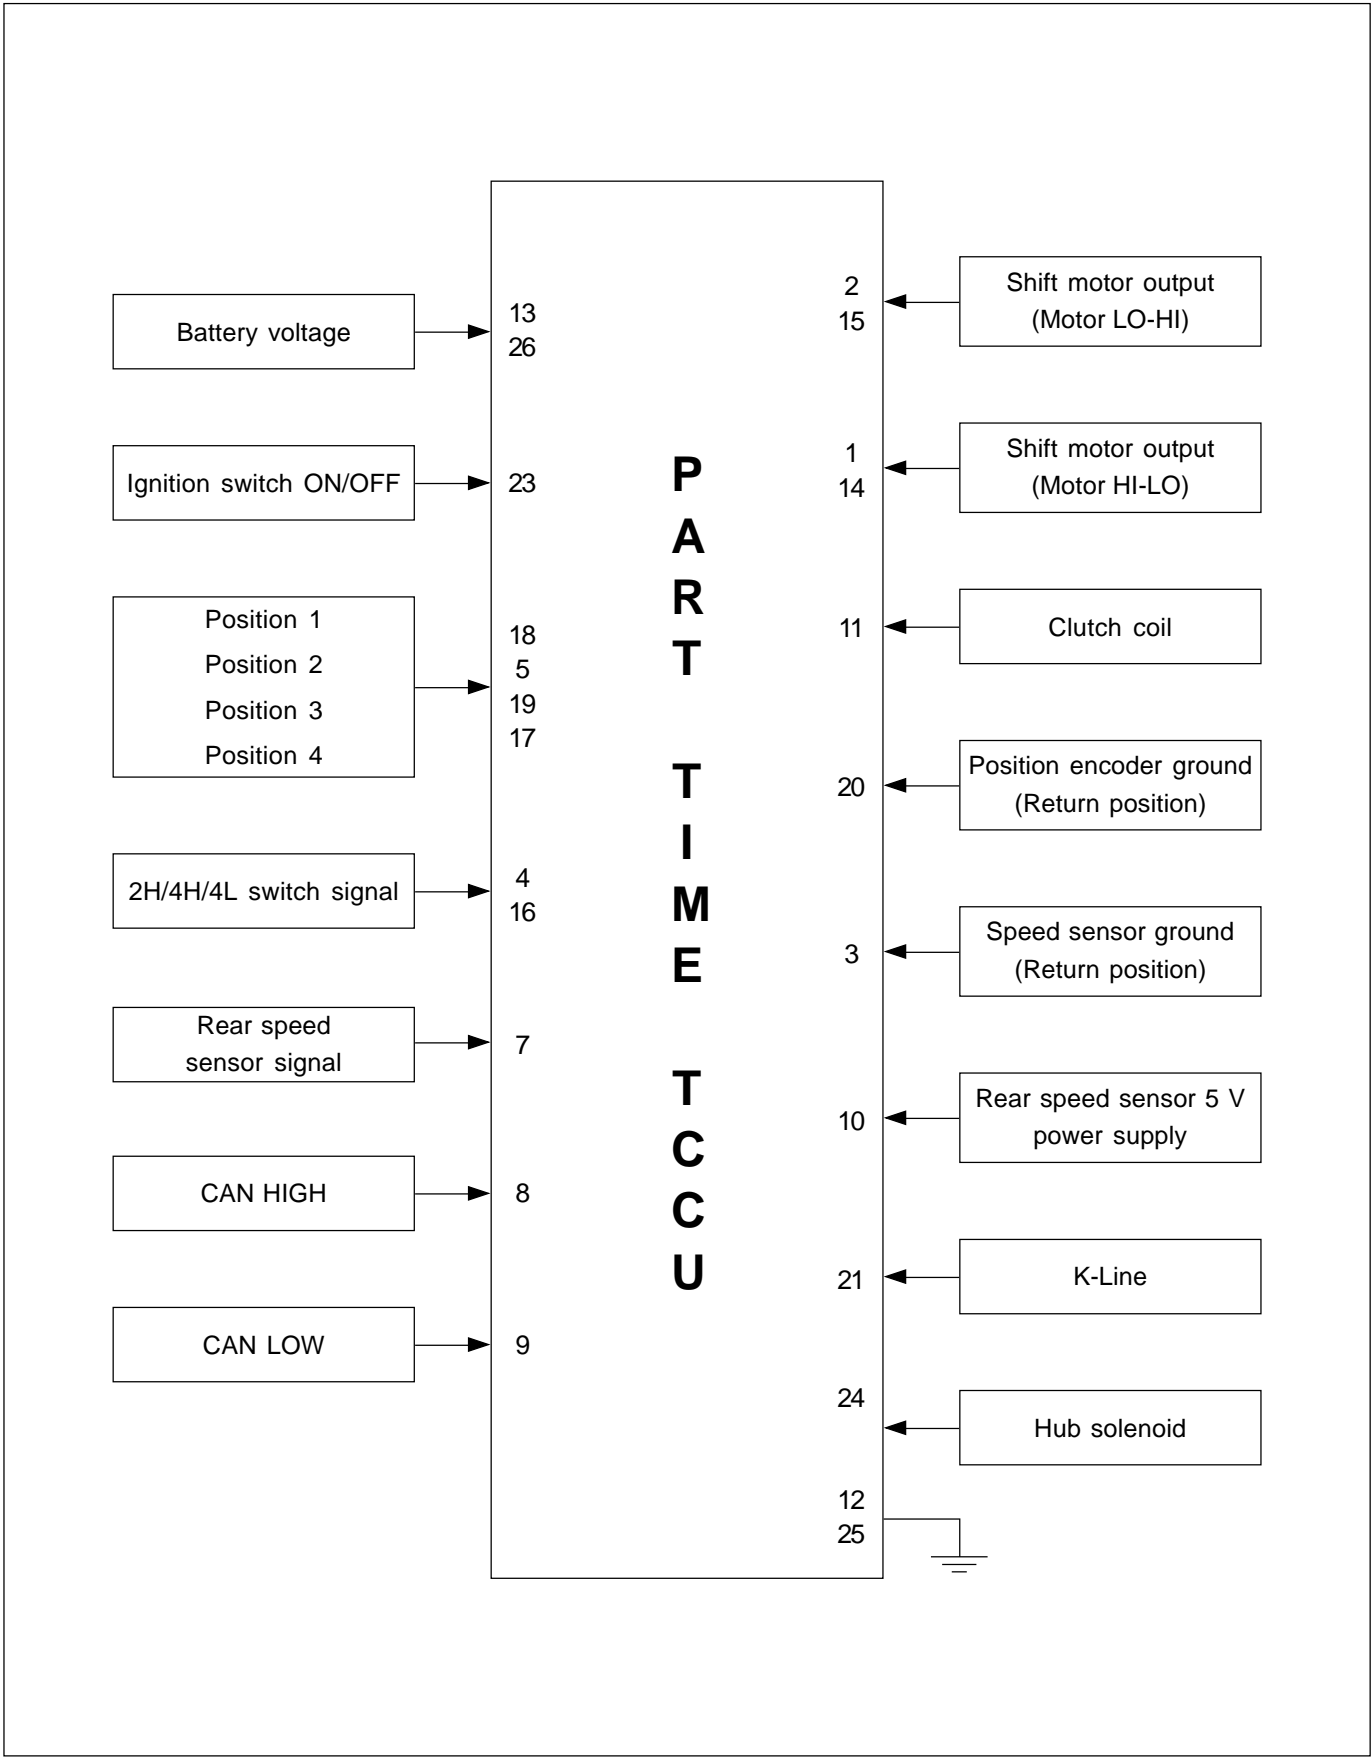 Battery voltage
13
26
Ignition switch ON/OFF
23
Position 1
Position 2
Position 3
Position 4
18
5
19
17
2H/4H/4L switch signal
4
16
Rear speed
sensor signal
7
CAN HIGH
8
CAN LOW
9
P
A
R
T
T
I
M
E
T
C
C
U
2
15
Shift motor output
(Motor LO-HI)
1
14
Shift motor output
(Motor HI-LO)
11
Clutch coil
20
Position encoder ground
(Return position)
3
Speed sensor ground
(Return position)
10
Rear speed sensor 5 V
power supply
21
K-Line
24
Hub solenoid
12
25